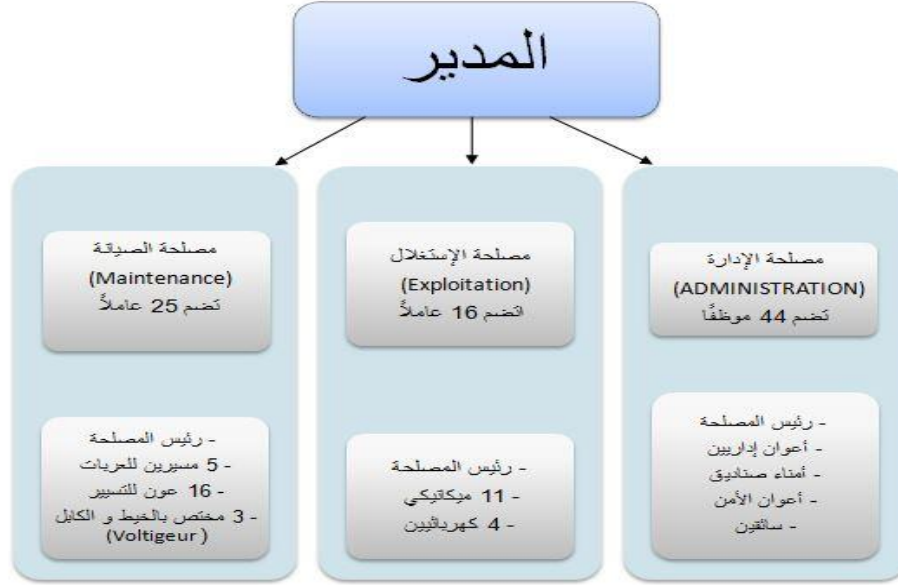 المدير
مصلحة الإدارة
(ADMINISTRATION)
تضم 44 موظفًا
- رئيس المصلحة
- أعوان إداريين
- أمناء صناديق
- أعوان الأمن
- سائقين
مصلحة الإستغلال
(Exploitation)
اتضم 16 عاملاً
- رئيس المصلحة
- 11 ميكانيكي
- 4 كهربائيين
مصلحة الصيانة
(Maintenance)
تضم 25 عاملاً
- رئيس المصلحة
- 5 مسيرين للعربات
- 16 عون للتسيير
- 3 مختص بالخيط و الكابل
(Voltigeur)